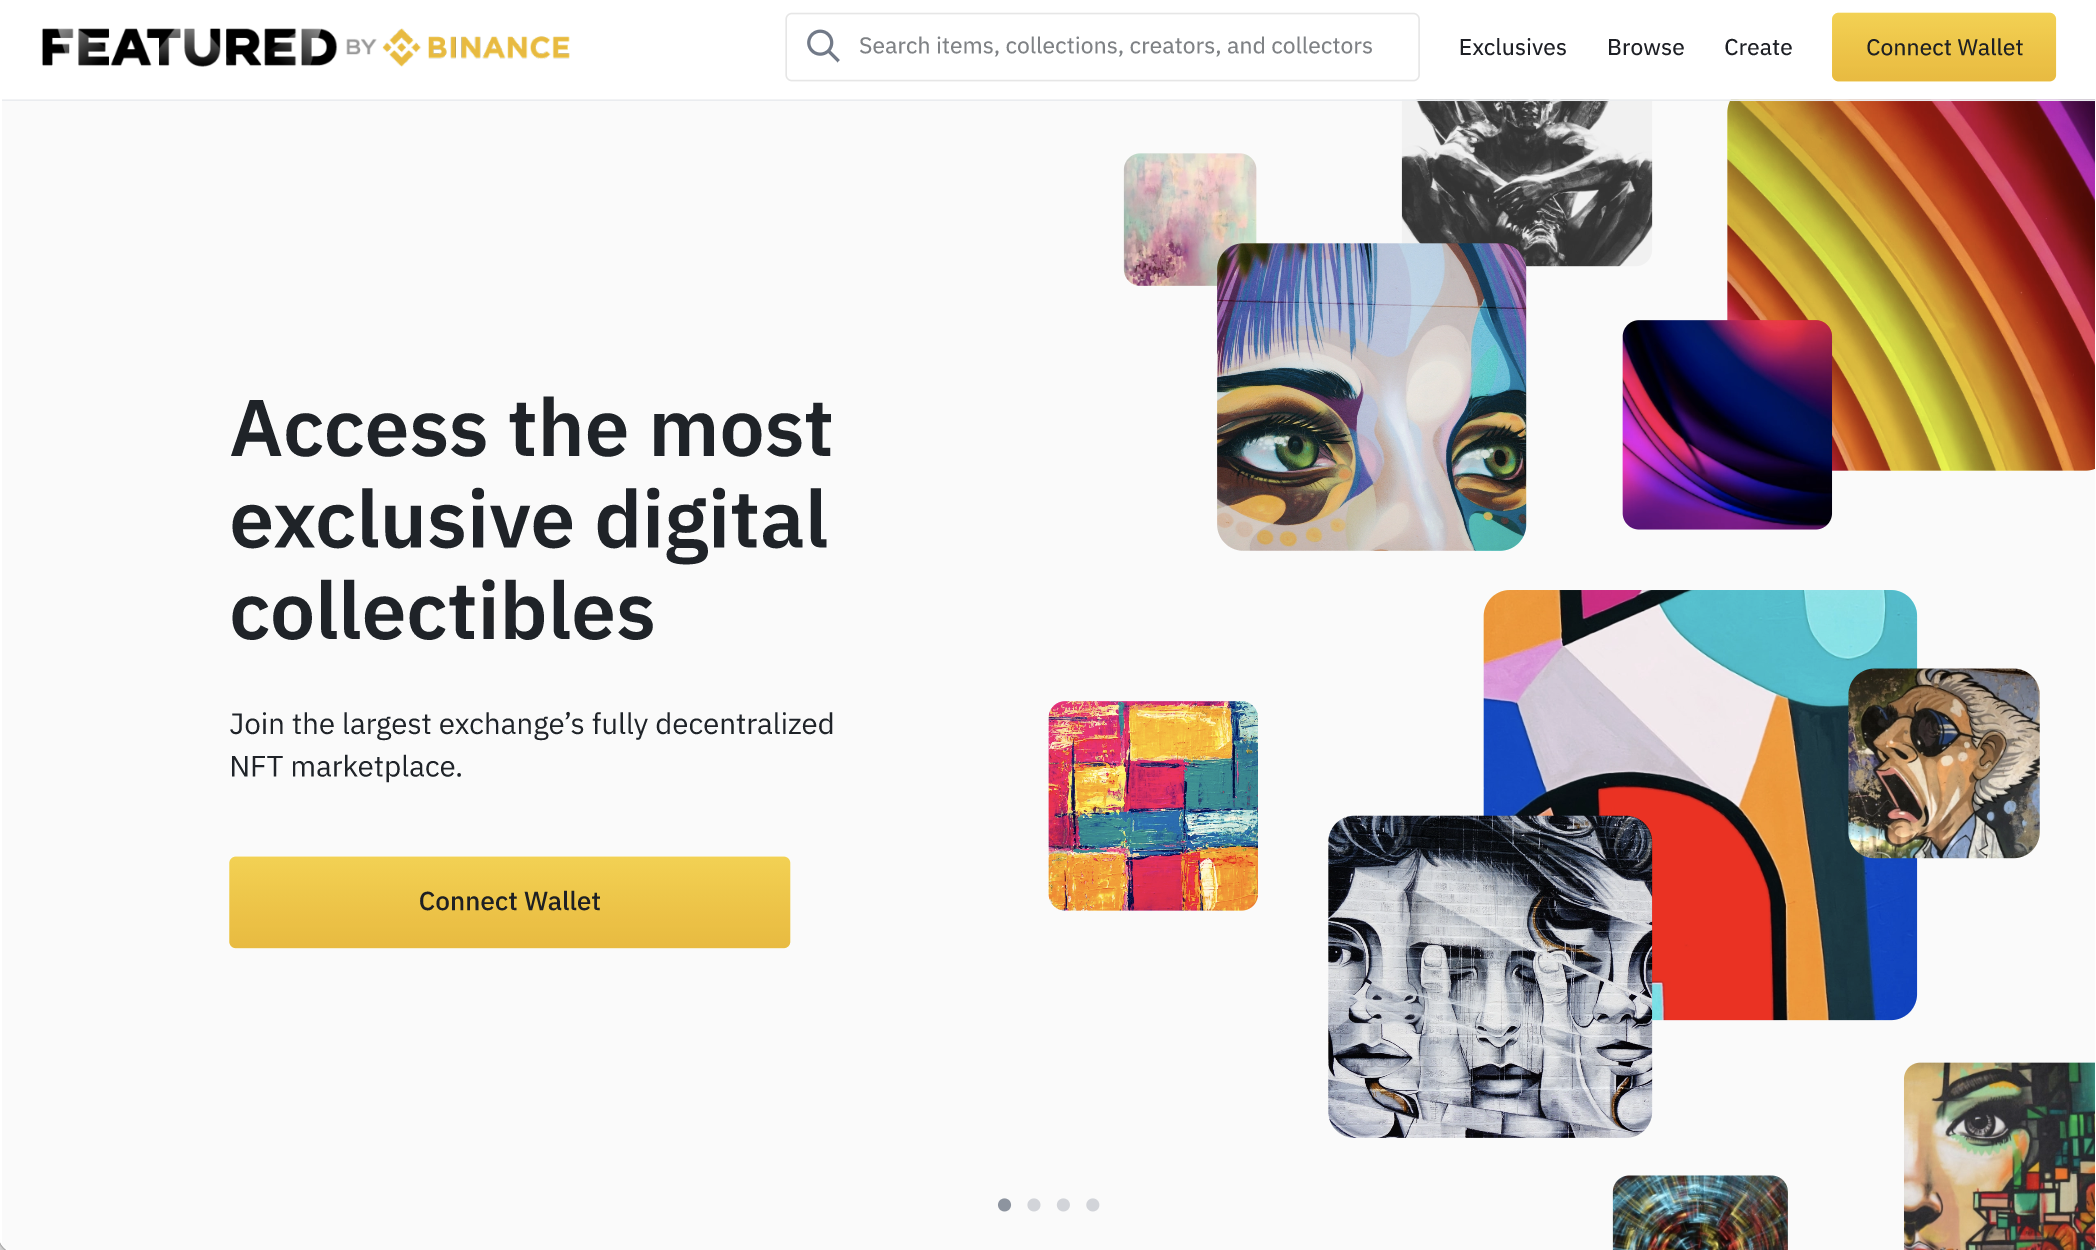 FEATURED BY BINANCE
Search items, collections, creators, and collectors
Exclusives
Browse
Create
Connect Wallet
Access the most
exclusive digital
collectibles
Join the largest exchange’s fully decentralized
NFT marketplace.
Connect Wallet